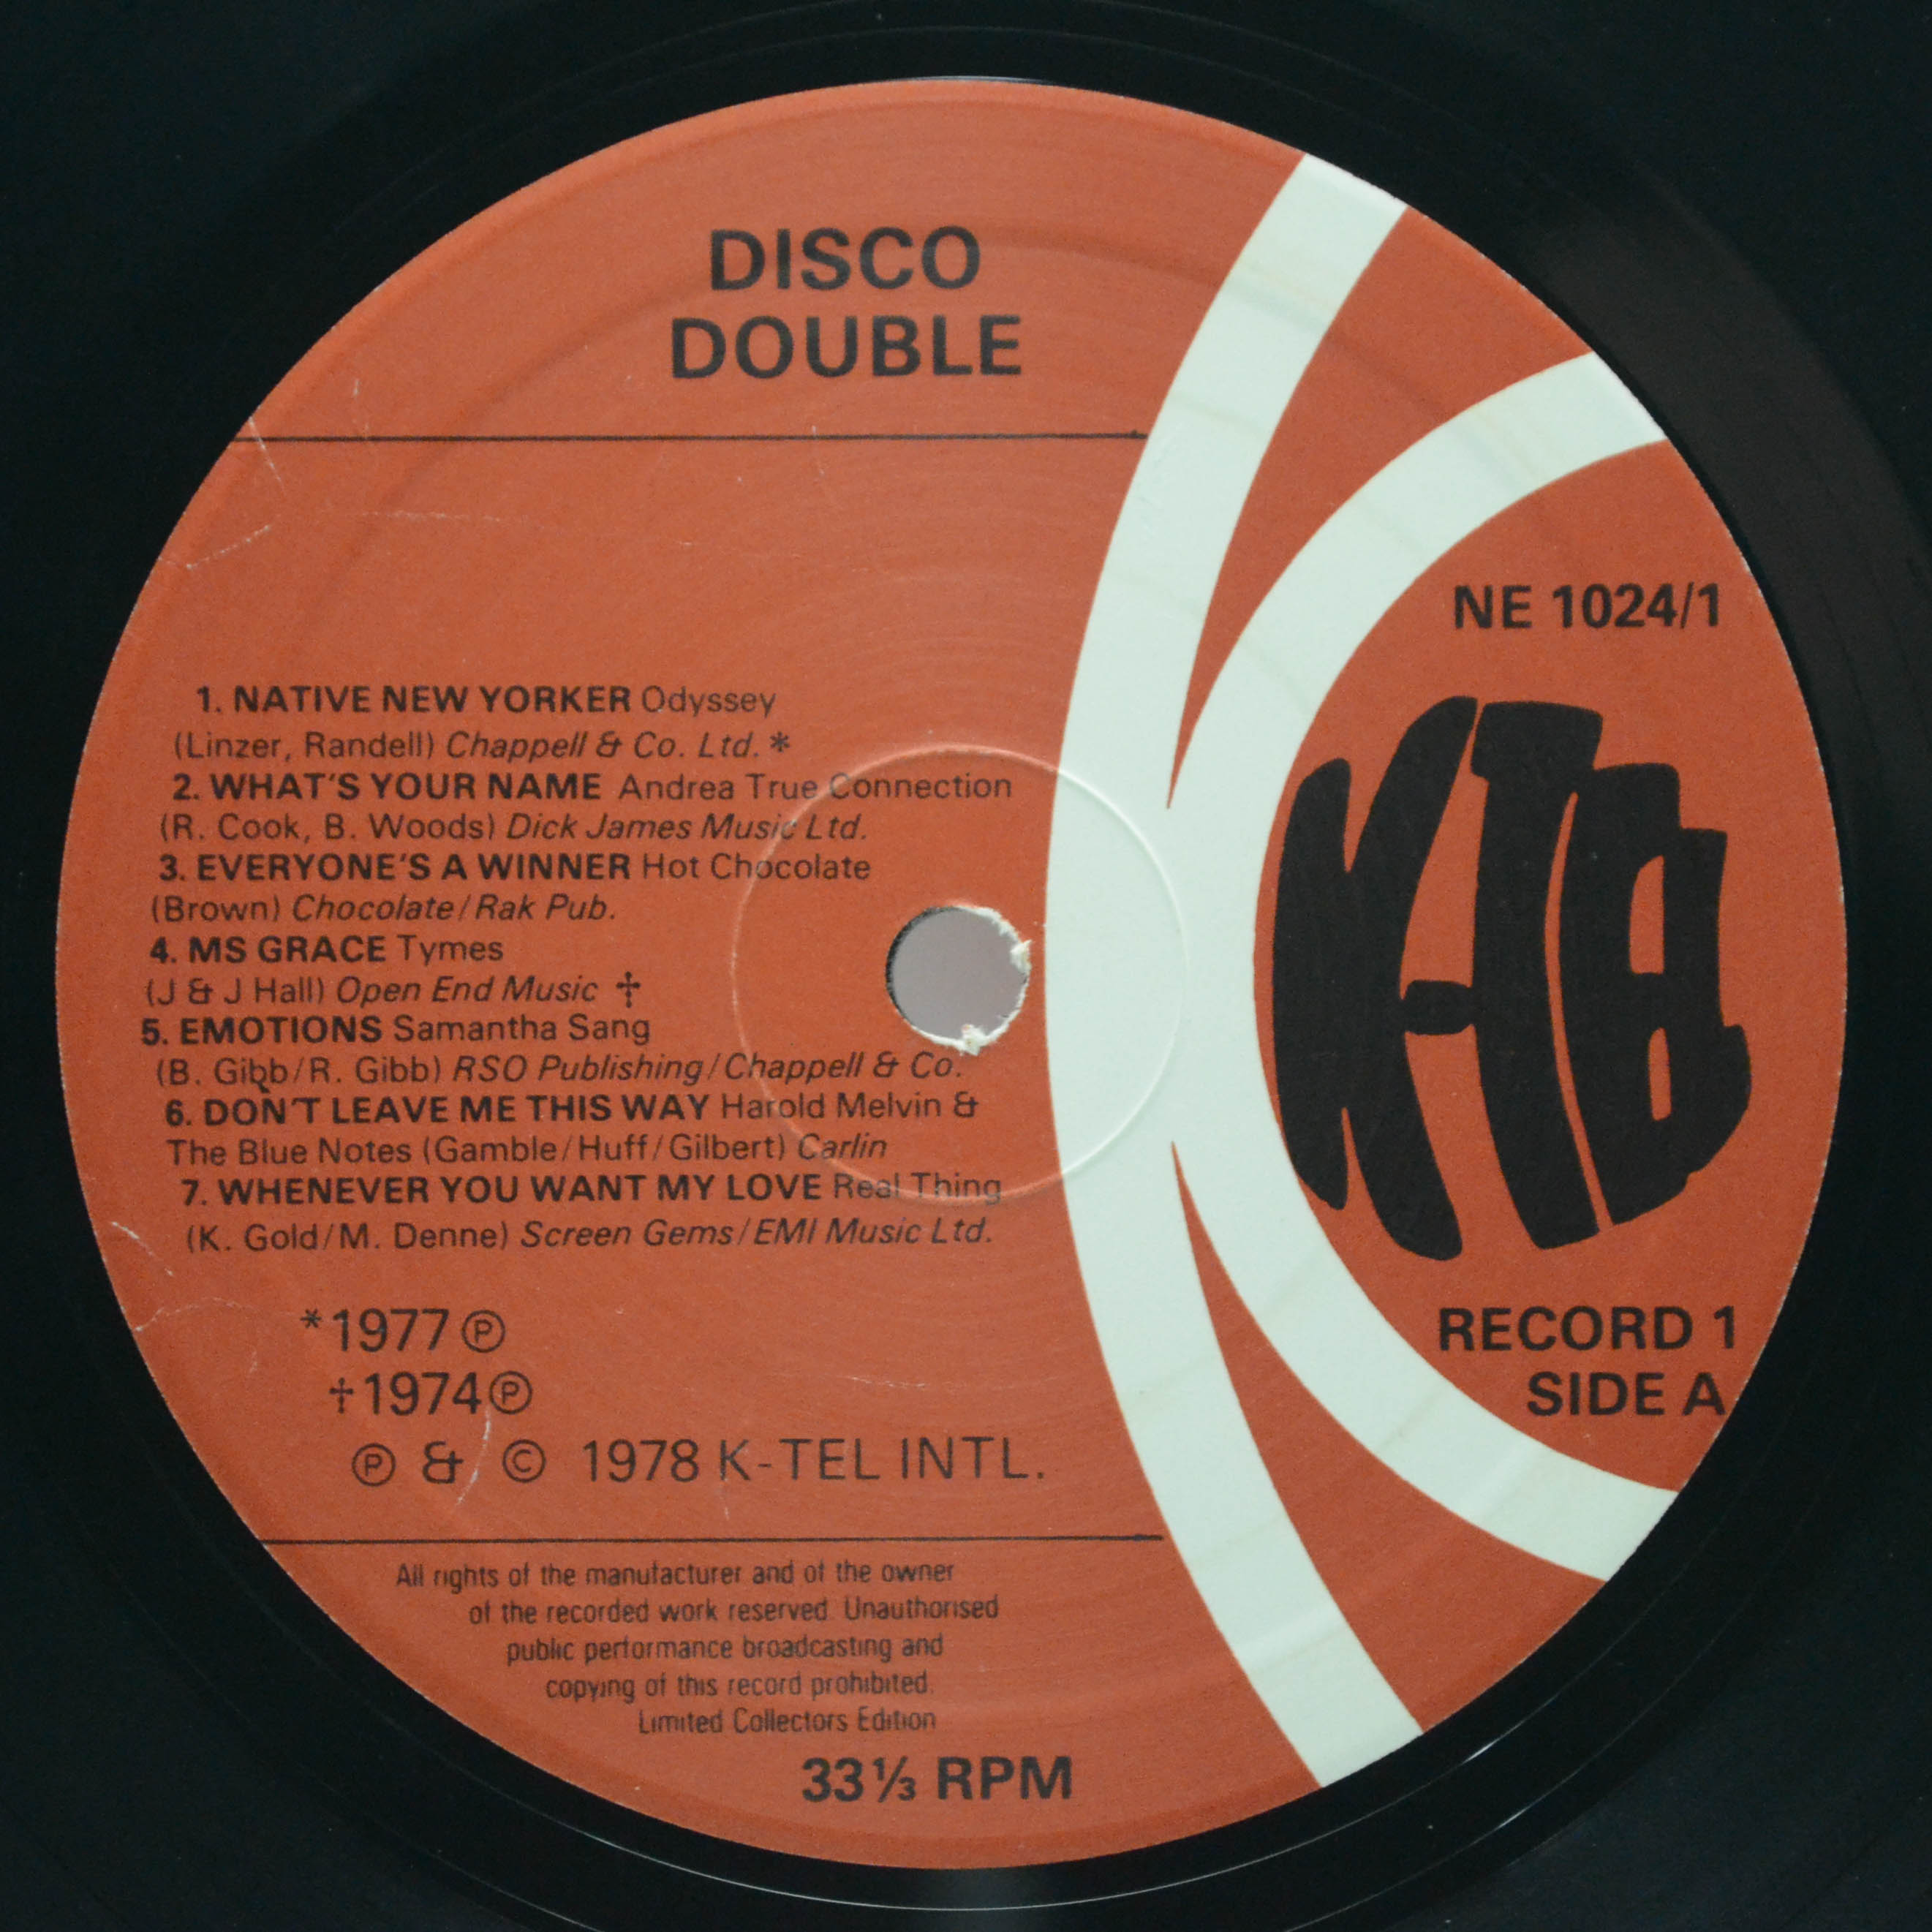 DISCO
DOUBLE
NE 1024/1
K-TEL
1. NATIVE NEW YORKER Odyssey
(Linzer, Randell) Chappell & Co. Ltd. *
2. WHAT'S YOUR NAME Andrea True Connection
(R. Cook, B. Woods) Dick James Music Ltd.
3. EVERYONE'S A WINNER Hot Chocolate
(Brown) Chocolate/Rak Pub.
4. MS GRACE Tymes
(J & J Hall) Open End Music †
5. EMOTIONS Samantha Sang
(B. Gibb/R. Gibb) RSO Publishing/Chappell & Co.
6. DON'T LEAVE ME THIS WAY Harold Melvin &
The Blue Notes (Gamble/Huff/Gilbert) Carlin
7. WHENEVER YOU WANT MY LOVE Real Thing
(K. Gold/M. Denne) Screen Gems/EMI Music Ltd.
*1977 ℗
†1974 ℗
℗ & © 1978 K-TEL INTL.
RECORD 1
SIDE A
All rights of the manufacturer and of the owner
of the recorded work reserved. Unauthorised
public performance broadcasting and
copying of this record prohibited.
Limited Collectors Edition
33⅓ RPM